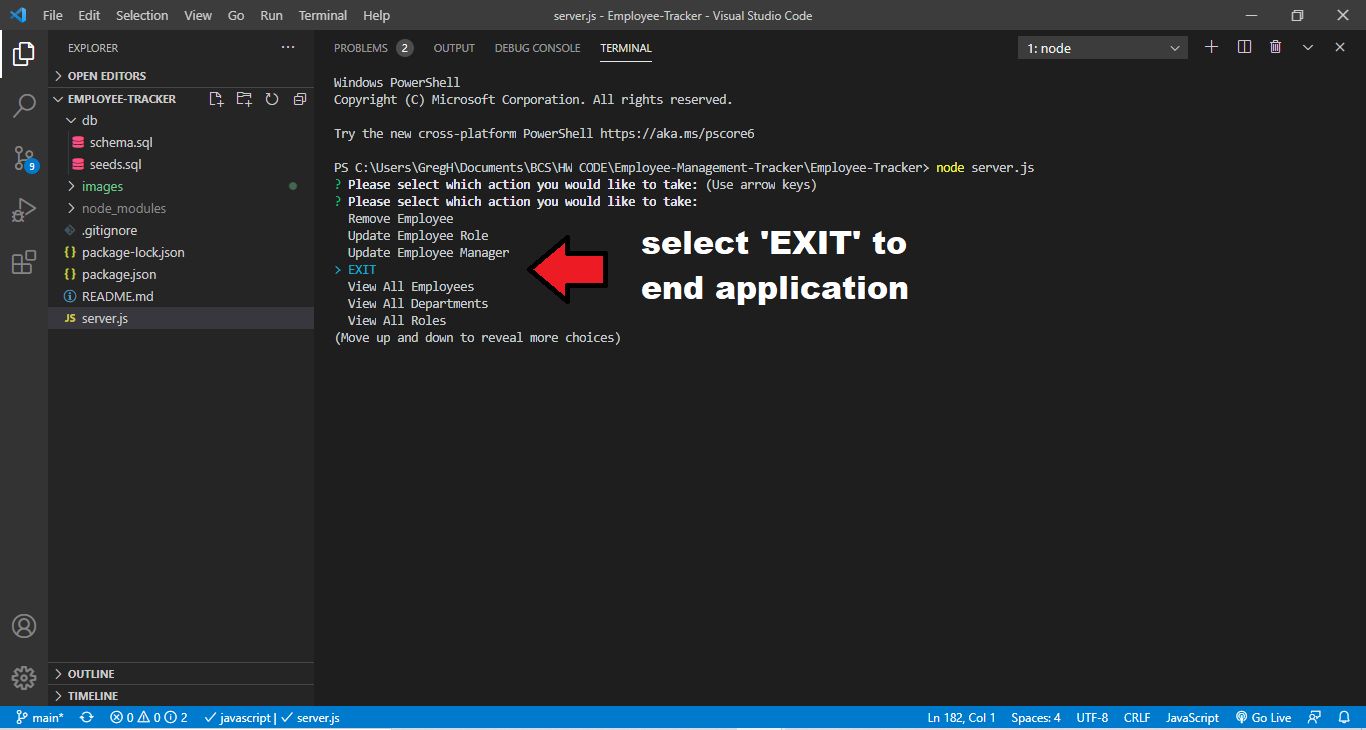 File Edit Selection View Go Run Terminal Help server.js - Employee-Tracker - Visual Studio Code
EXPLORER
OPEN EDITORS
EMPLOYEE-TRACKER
db
schema.sql
seeds.sql
images
node_modules
.gitignore
{} package-lock.json
{} package.json
README.md
JS server.js
OUTLINE
TIMELINE
9
PROBLEMS 2 OUTPUT DEBUG CONSOLE TERMINAL 1: node
Windows PowerShell
Copyright (C) Microsoft Corporation. All rights reserved.
Try the new cross-platform PowerShell https://aka.ms/pscore6
PS C:\Users\GregH\Documents\BCS\HW CODE\Employee-Management-Tracker\Employee-Tracker> node server.js
? Please select which action you would like to take: (Use arrow keys)
? Please select which action you would like to take:
Remove Employee
Update Employee Role
Update Employee Manager
> EXIT
View All Employees
View All Departments
View All Roles
(Move up and down to reveal more choices)
select 'EXIT' to
end application
main* 0 0 2 javascript | server.js Ln 182, Col 1 Spaces: 4 UTF-8 CRLF JavaScript Go Live